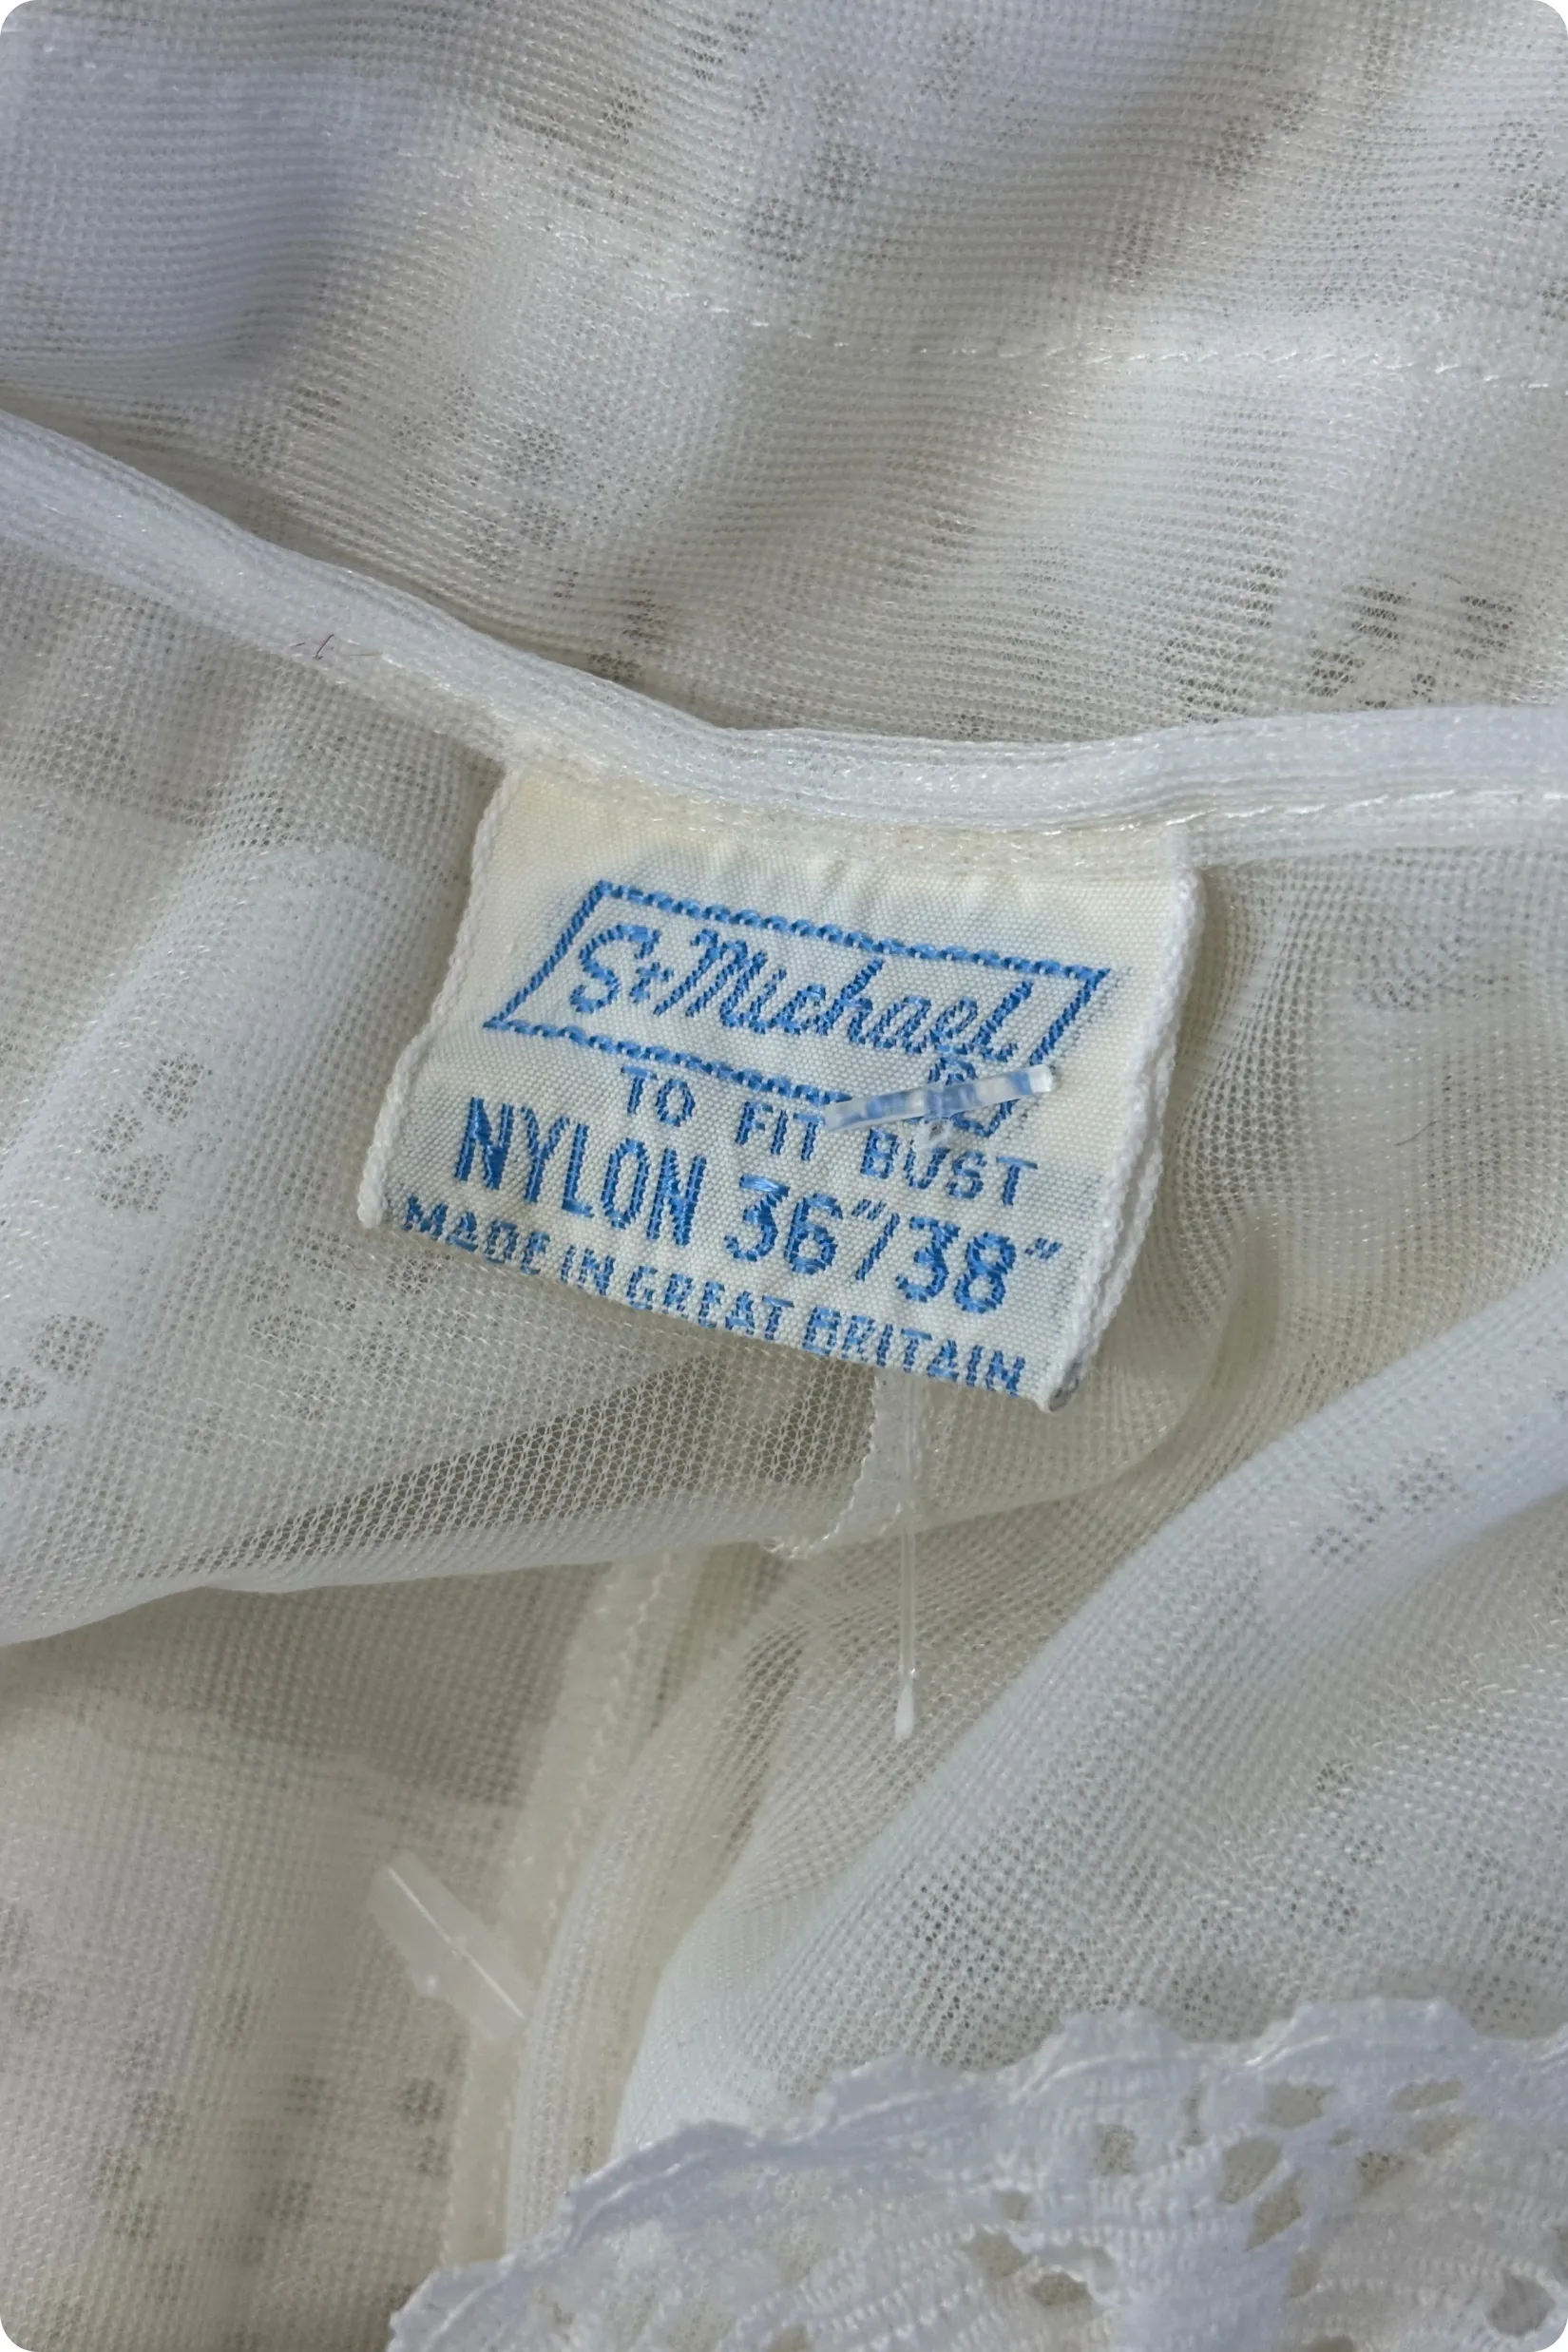 St Michael
®
TO FIT BUST
NYLON 36"/38"
MADE IN GREAT BRITAIN